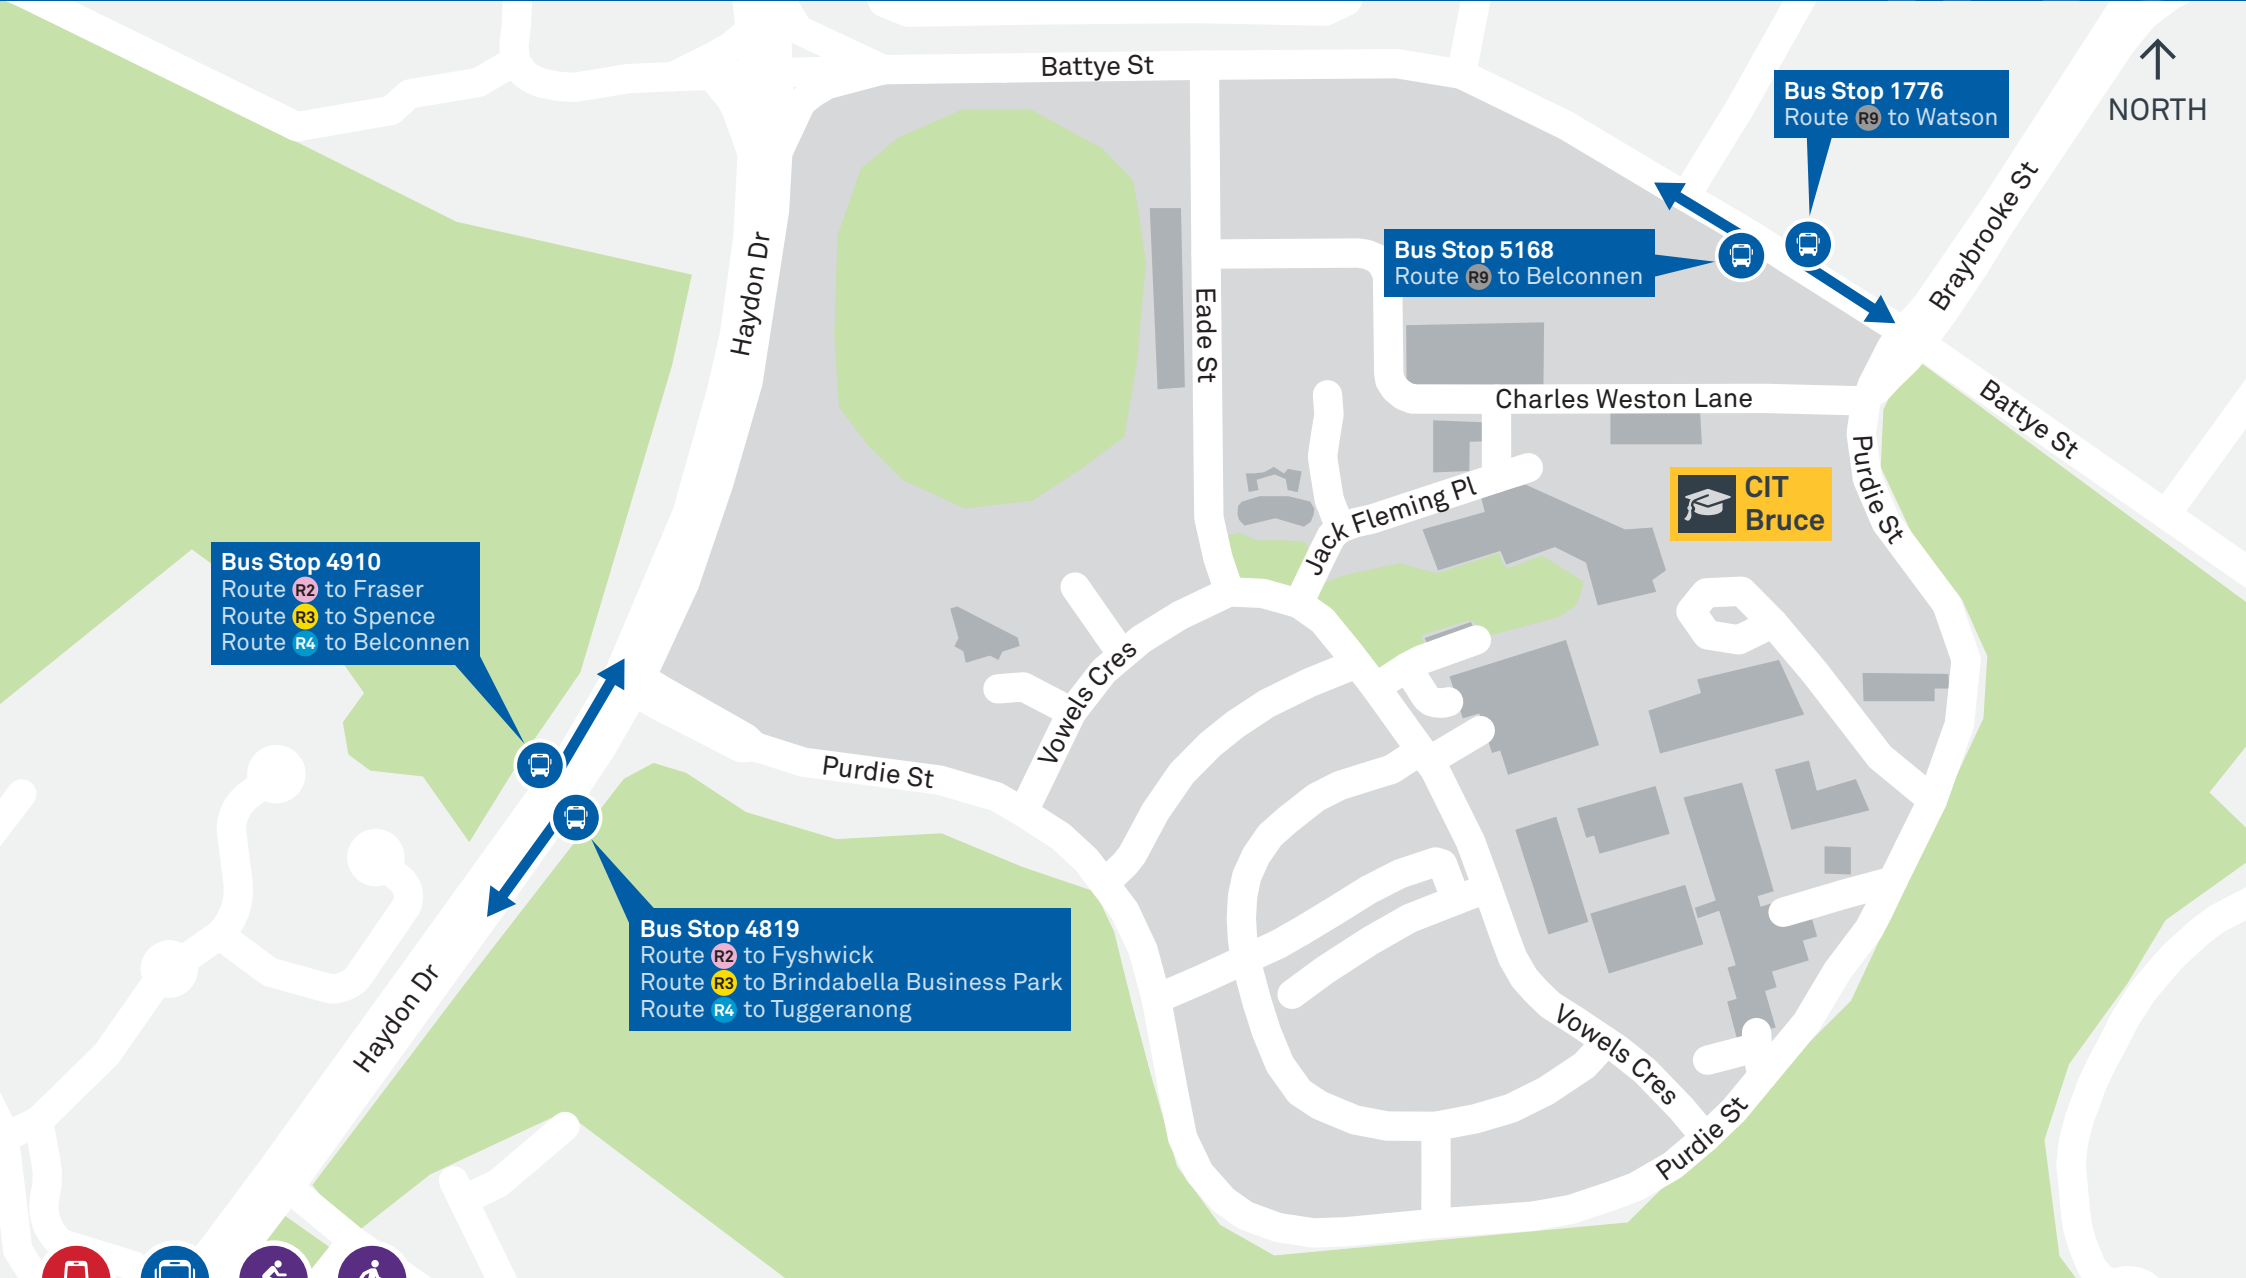 Battye St
Bus Stop 1776
Route R9 to Watson
NORTH
Braybrooke St
Haydon Dr
Bus Stop 5168
Route R9 to Belconnen
Eade St
Charles Weston Lane
Battye St
Purdie St
CIT
Bruce
Jack Fleming Pl
Bus Stop 4910
Route R2 to Fraser
Route R3 to Spence
Route R4 to Belconnen
Vowels Cres
Purdie St
Bus Stop 4819
Route R2 to Fyshwick
Route R3 to Brindabella Business Park
Route R4 to Tuggeranong
Haydon Dr
Vowels Cres
Purdie St